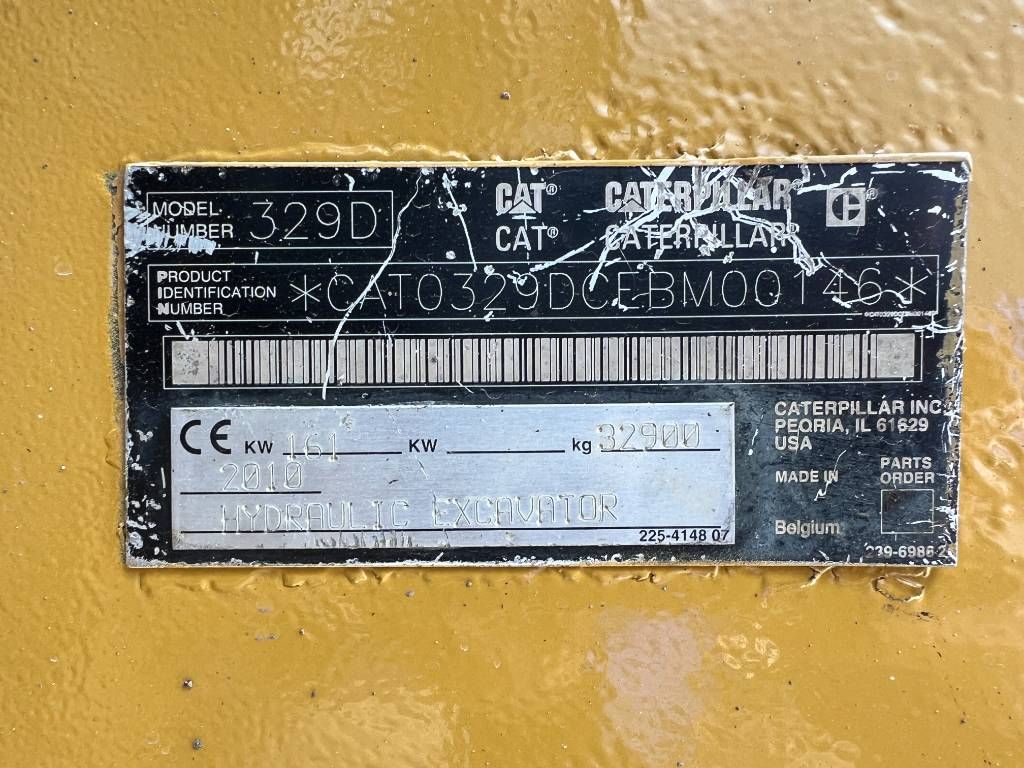 MODEL NUMBER 329D
CAT® CATERPILLAR® C®
CAT® CATERPILLAR®
PRODUCT IDENTIFICATION NUMBER *CAT0329DCEBM00146*
CE KW 161 KW kg 32900
2010
HYDRAULIC EXCAVATOR
225-4148 07
CATERPILLAR INC
PEORIA, IL 61629
USA
MADE IN
Belgium
PARTS
ORDER